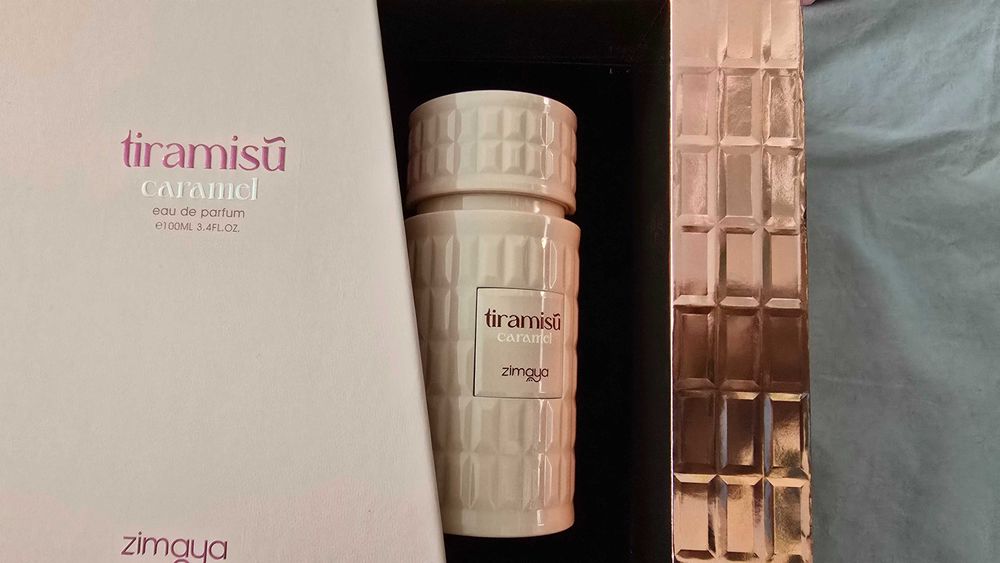 tiramisū
caramel
eau de parfum
℮100ML 3.4FL.OZ.
zimaya
tiramisū
caramel
zimaya